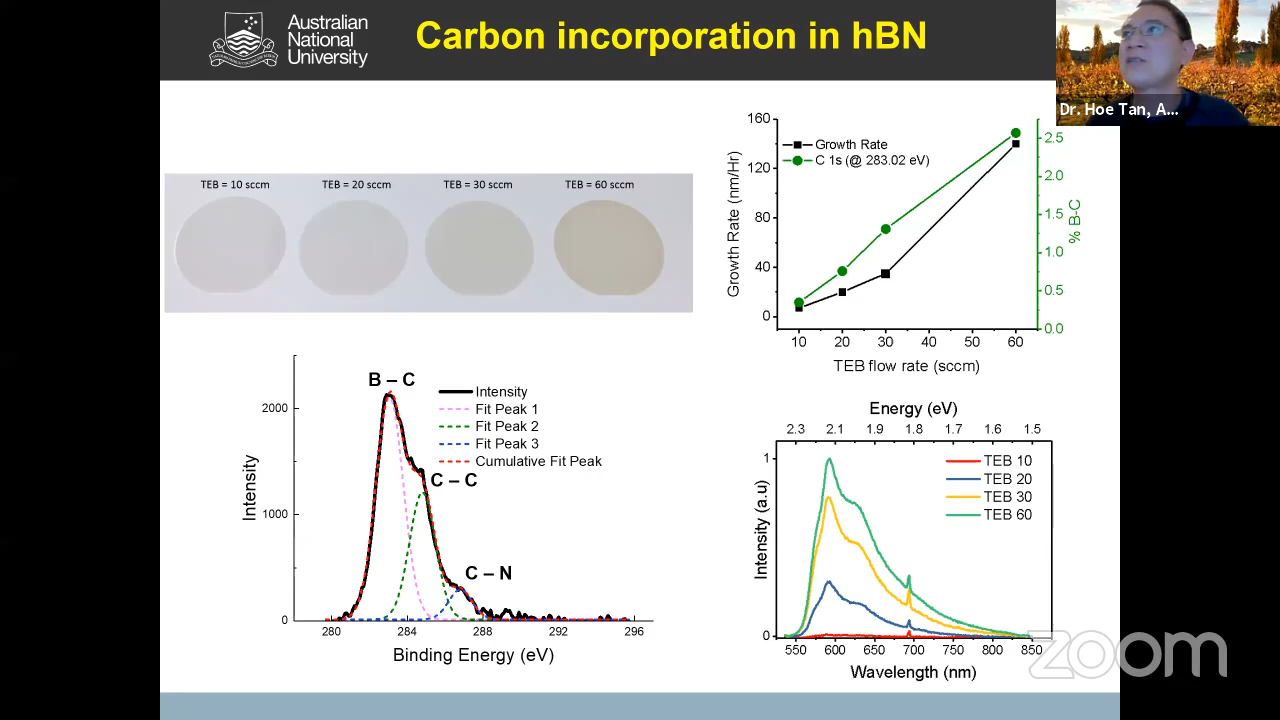 Australian
National
University
Carbon incorporation in hBN
Dr. Hoe Tan, A...
TEB = 10 sccm
TEB = 20 sccm
TEB = 30 sccm
TEB = 60 sccm
Growth Rate
C 1s (@ 283.02 eV)
Growth Rate (nm/Hr)
160
120
80
40
0
2.5
2.0
1.5
1.0
0.5
0.0
% B-C
10 20 30 40 50 60
TEB flow rate (sccm)
B – C
C – C
C – N
Intensity
Fit Peak 1
Fit Peak 2
Fit Peak 3
Cumulative Fit Peak
Intensity
2000
1000
0
280 284 288 292 296
Binding Energy (eV)
Energy (eV)
2.3 2.1 1.9 1.8 1.7 1.6 1.5
TEB 10
TEB 20
TEB 30
TEB 60
Intensity (a.u)
1
0
550 600 650 700 750 800 850
Wavelength (nm)
zoom